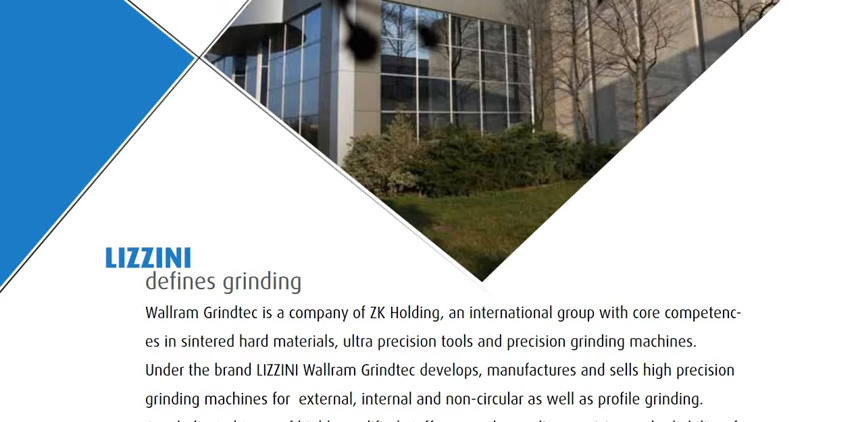 LIZZINI
defines grinding
Wallram Grindtec is a company of ZK Holding, an international group with core competenc-
es in sintered hard materials, ultra precision tools and precision grinding machines.
Under the brand LIZZINI Wallram Grindtec develops, manufactures and sells high precision
grinding machines for  external, internal and non-circular as well as profile grinding.